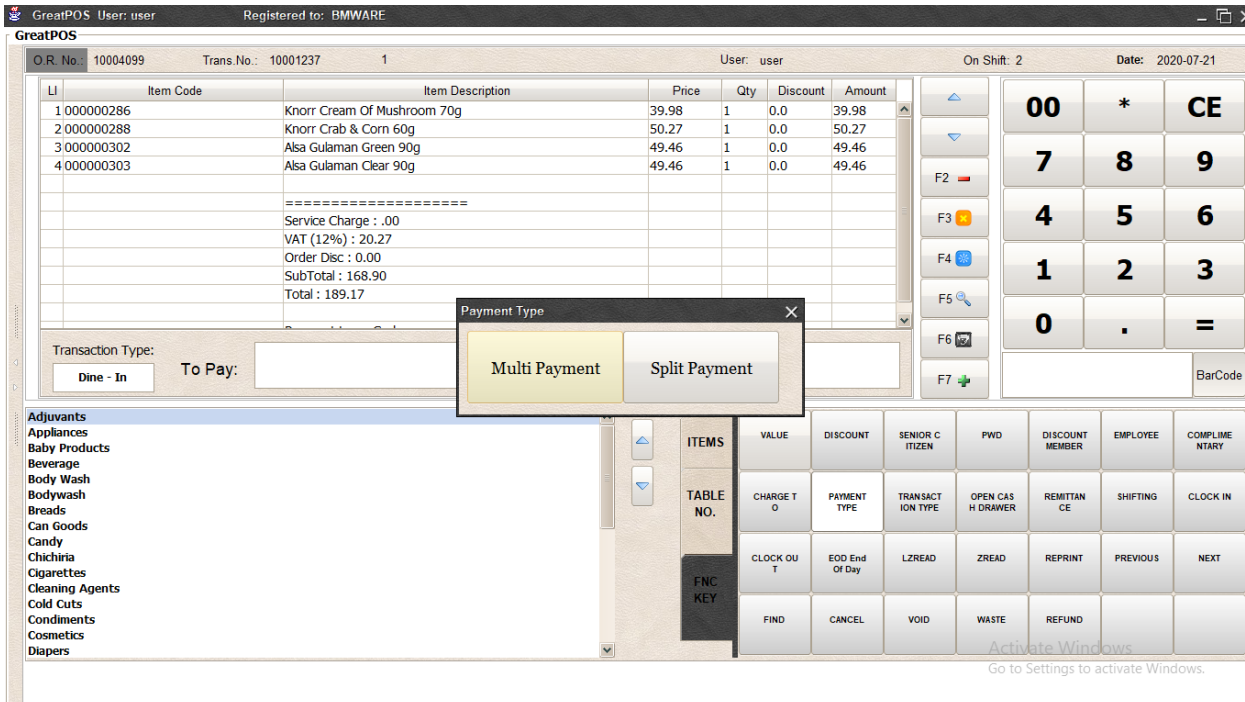 GreatPOS User: user Registered to: BMWARE
GreatPOS
O.R. No.: 10004099 Trans.No.: 10001237 1 User: user On Shift: 2 Date: 2020-07-21
LI Item Code Item Description Price Qty Discount Amount
1 000000286 Knorr Cream Of Mushroom 70g 39.98 1 0.0 39.98
2 000000288 Knorr Crab & Corn 60g 50.27 1 0.0 50.27
3 000000302 Alsa Gulaman Green 90g 49.46 1 0.0 49.46
4 000000303 Alsa Gulaman Clear 90g 49.46 1 0.0 49.46
=====================
Service Charge : .00
VAT (12%) : 20.27
Order Disc : 0.00
SubTotal : 168.90
Total : 189.17
Transaction Type:
Dine - In
To Pay:
Payment Type
Multi Payment Split Payment
F2
F3
F4
F5
F6
F7
00 * CE
7 8 9
4 5 6
1 2 3
0 . =
BarCode
Adjuvants
Appliances
Baby Products
Beverage
Body Wash
Bodywash
Breads
Can Goods
Candy
Chichiria
Cigarettes
Cleaning Agents
Cold Cuts
Condiments
Cosmetics
Diapers
ITEMS
TABLE
NO.
FNC
KEY
VALUE DISCOUNT SENIOR C
ITIZEN PWD DISCOUNT
MEMBER EMPLOYEE COMPLIME
NTARY
CHARGE T
O PAYMENT
TYPE TRANSACT
ION TYPE OPEN CAS
H DRAWER REMITTAN
CE SHIFTING CLOCK IN
CLOCK OU
T EOD End
Of Day LZREAD ZREAD REPRINT PREVIOUS NEXT
FIND CANCEL VOID WASTE REFUND
Activate Windows
Go to Settings to activate Windows.